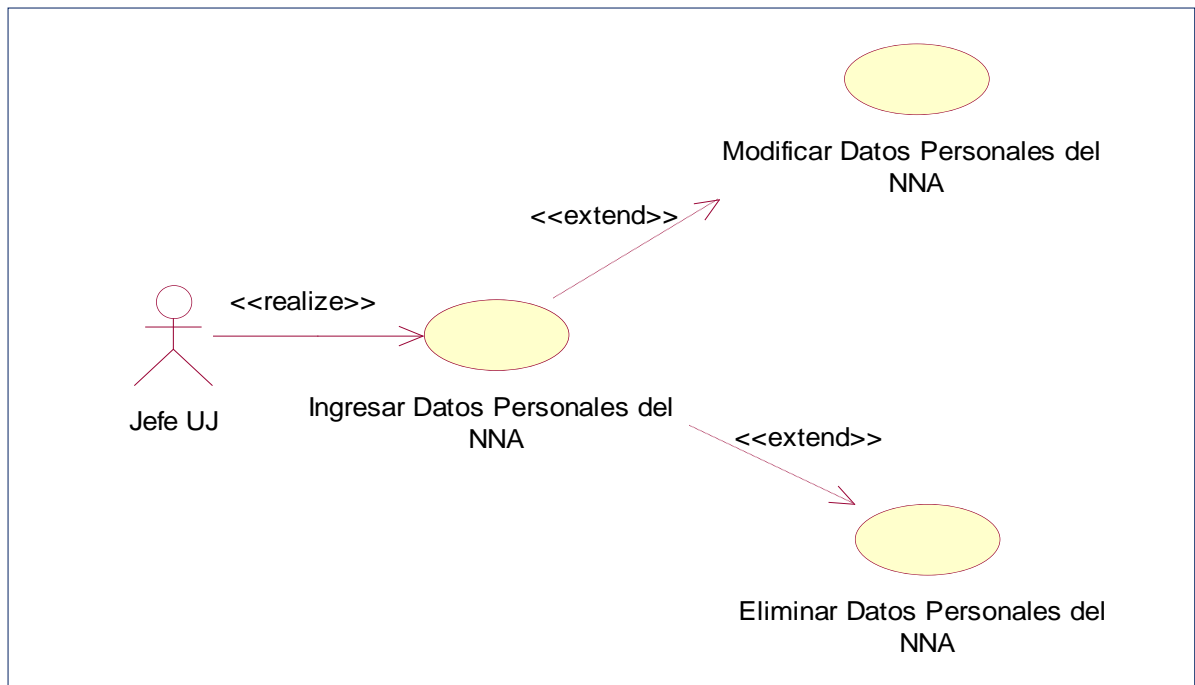 Modificar Datos Personales del
NNA
<<extend>>
<<realize>>
Jefe UJ
Ingresar Datos Personales del
NNA
<<extend>>
Eliminar Datos Personales del
NNA